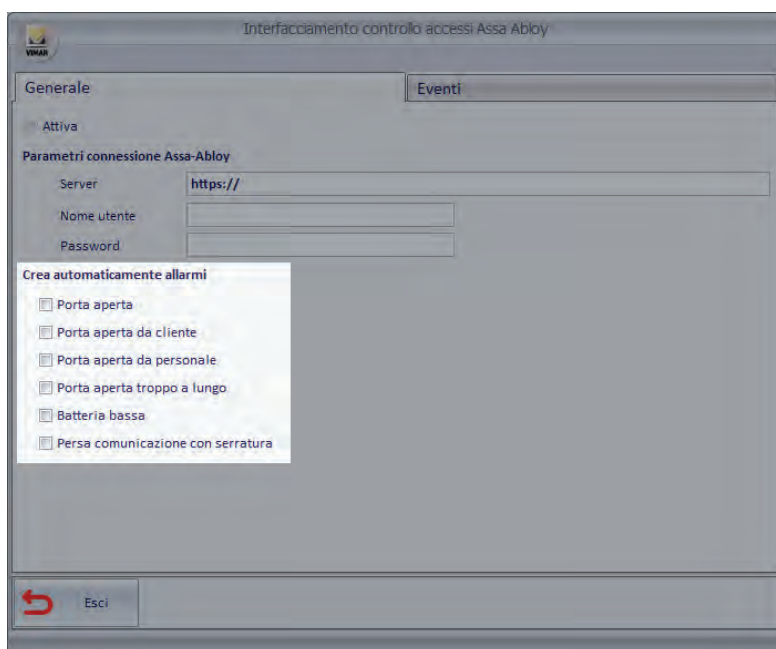 Interfacciamento controllo accessi Assa Abloy
VIMAR
Generale
Eventi
Attiva
Parametri connessione Assa-Abloy
Server
https://
Nome utente
Password
Crea automaticamente allarmi
Porta aperta
Porta aperta da cliente
Porta aperta da personale
Porta aperta troppo a lungo
Batteria bassa
Persa comunicazione con serratura
Esci